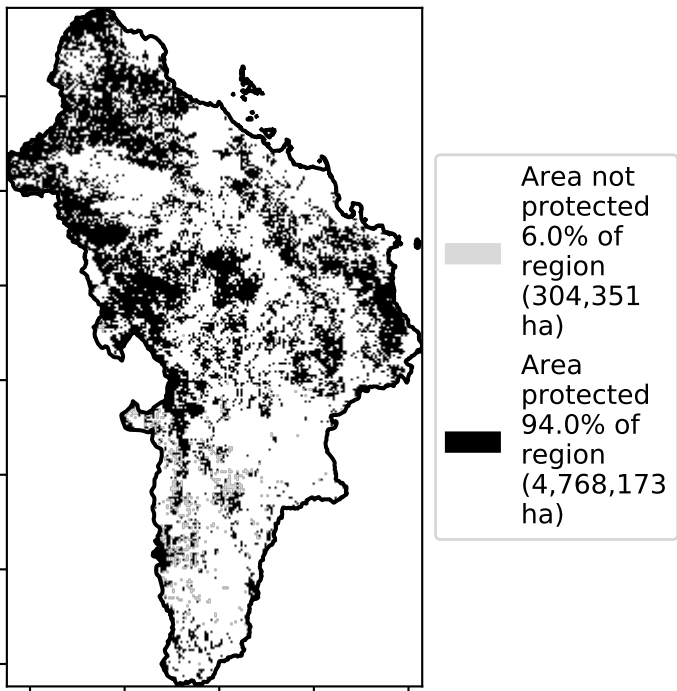 Area not
protected
6.0% of
region
(304,351
ha)
Area
protected
94.0% of
region
(4,768,173
ha)